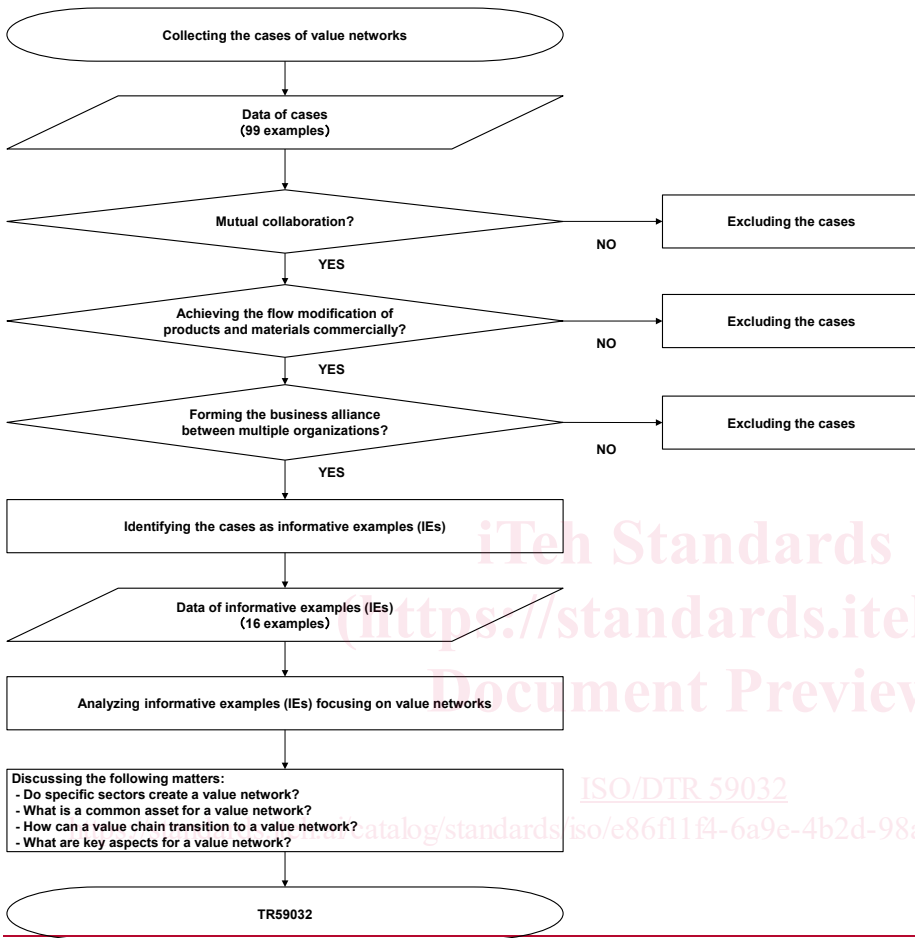 Collecting the cases of value networks
Data of cases
(99 examples)
Mutual collaboration?
NO
Excluding the cases
YES
Achieving the flow modification of
products and materials commercially?
NO
Excluding the cases
YES
Forming the business alliance
between multiple organizations?
NO
Excluding the cases
YES
Identifying the cases as informative examples (IEs)
iTeh Standards
Data of informative examples (IEs)
(16 examples)
(https://standards.iteh
Document Preview
Analyzing informative examples (IEs) focusing on value networks
Discussing the following matters:
- Do specific sectors create a value network?
- What is a common asset for a value network?
- How can a value chain transition to a value network?
- What are key aspects for a value network?
ISO/DTR 59032
/catalog/standards/iso/e86f11f4-6a9e-4b2d-98a
TR59032